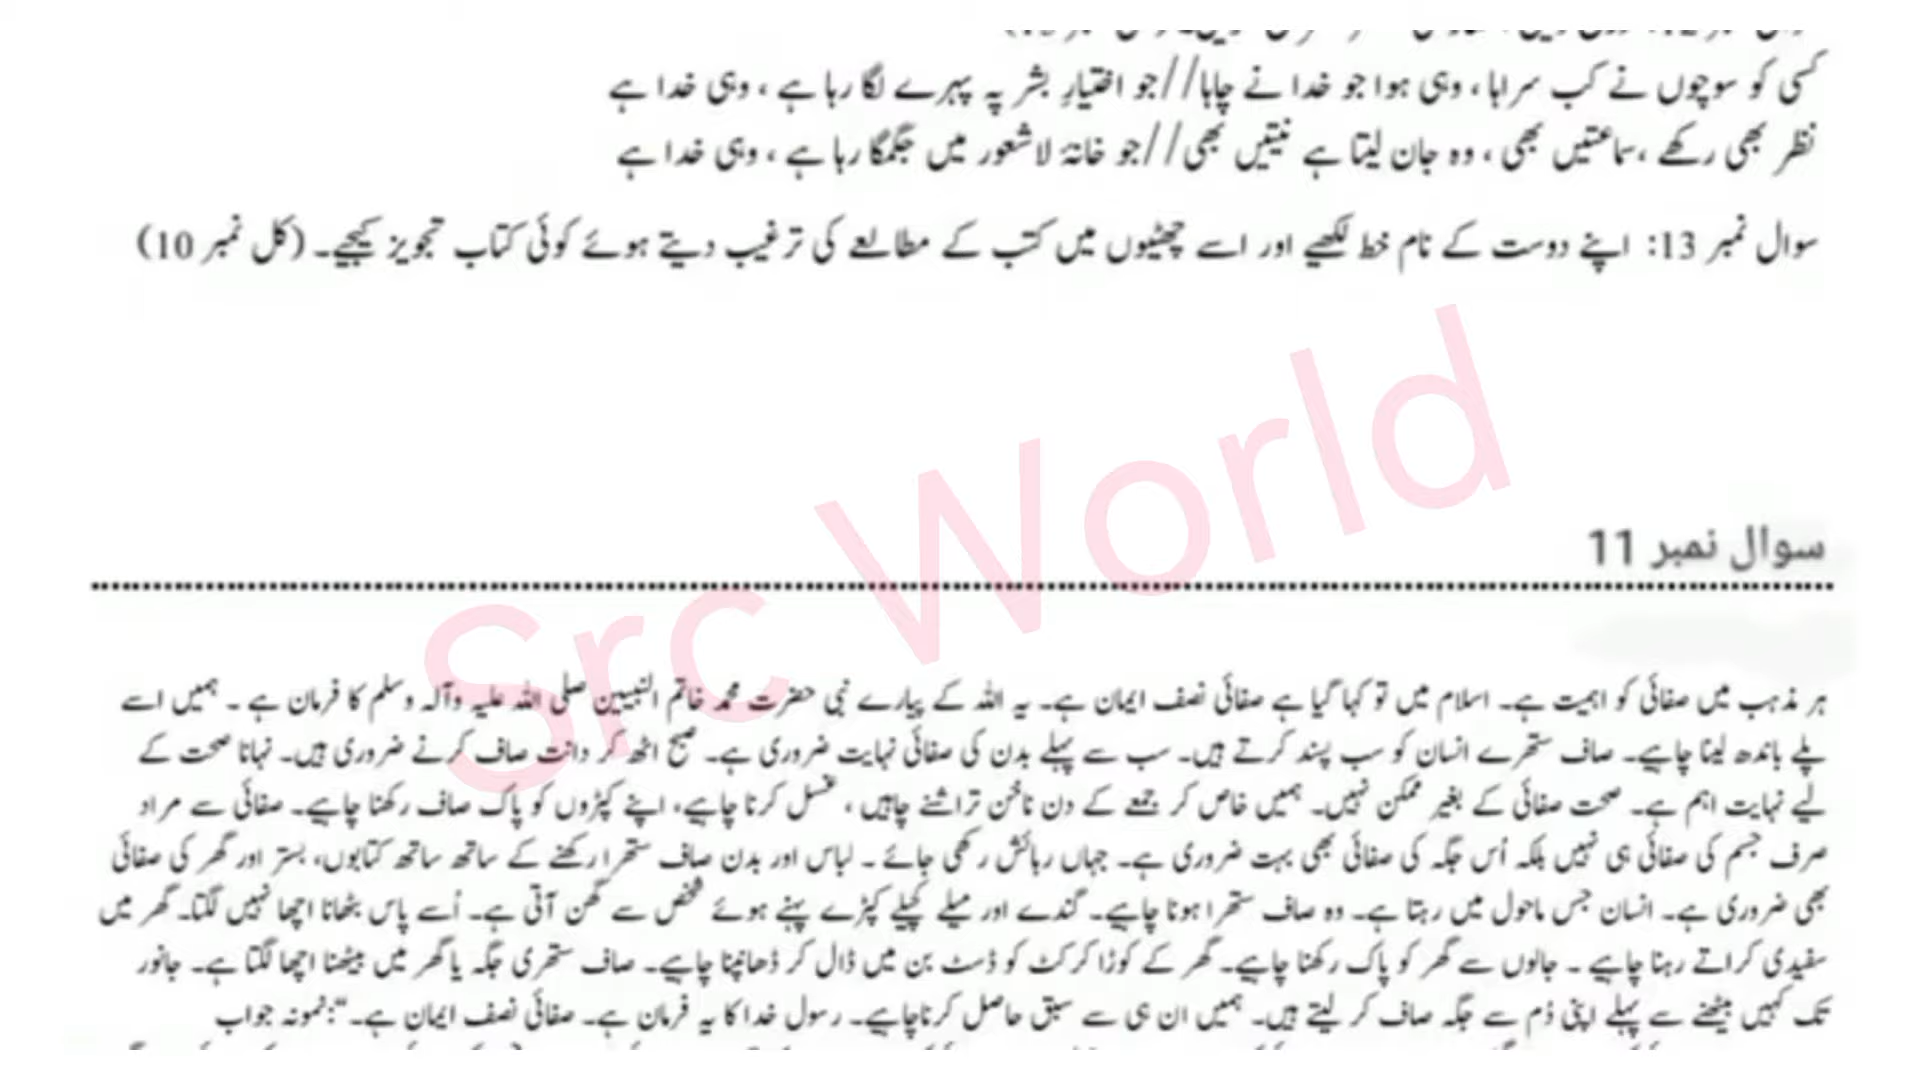 کسی کو سوچوں نے کب سراہا ، وہی ہوا جو خدا نے چاہا//جو اختیارِ بشر پہ پہرے لگا رہا ہے ، وہی خدا ہے
نظر بھی رکھے ،سماعتیں بھی ، وہ جان لیتا ہے نیتیں بھی//جو خانۂ لاشعور میں جگمگا رہا ہے ، وہی خدا ہے
سوال نمبر 13: اپنے دوست کے نام خط لکھیے اور اسے چھٹیوں میں کتب کے مطالعے کی ترغیب دیتے ہوئے کوئی کتاب تجویز کیجیے۔ (کل نمبر 10)
سوال نمبر 11
Src World
ہر مذہب میں صفائی کو اہمیت ہے۔ اسلام میں تو کہا گیا ہے صفائی نصف ایمان ہے۔ یہ اللہ کے پیارے نبی حضرت محمد خاتم النبیین صلی اللہ علیہ وآلہ وسلم کا فرمان ہے ۔ ہمیں اسے
پلے باندھ لینا چاہیے۔ صاف ستھرے انسان کو سب پسند کرتے ہیں۔ سب سے پہلے بدن کی صفائی نہایت ضروری ہے۔ صبح اٹھ کر دانت صاف کرنے ضروری ہیں۔ نہانا صحت کے
لیے نہایت اہم ہے۔ صحت صفائی کے بغیر ممکن نہیں۔ ہمیں خاص کر جمعے کے دن ناخن تراشنے چاہیں ، غسل کرنا چاہیے، اپنے کپڑوں کو پاک صاف رکھنا چاہیے۔ صفائی سے مراد
صرف جسم کی صفائی ہی نہیں بلکہ اُس جگہ کی صفائی بھی بہت ضروری ہے۔ جہاں رہائش رکھی جائے ۔ لباس اور بدن صاف ستھرا رکھنے کے ساتھ ساتھ کتابوں، بستر اور گھر کی صفائی
بھی ضروری ہے۔ انسان جس ماحول میں رہتا ہے۔ وہ صاف ستھرا ہونا چاہیے۔ گندے اور میلے کچیلے کپڑے پہنے ہوئے شخص سے گھن آتی ہے۔ اُسے پاس بٹھانا اچھا نہیں لگتا۔ گھر میں
سفیدی کراتے رہنا چاہیے ۔ جالوں سے گھر کو پاک رکھنا چاہیے۔ گھر کے کوڑا کرکٹ کو ڈسٹ بن میں ڈال کر ڈھانپنا چاہیے۔ صاف ستھری جگہ یا گھر میں بیٹھنا اچھا لگتا ہے۔ جانور
تک کہیں بیٹھنے سے پہلے اپنی دُم سے جگہ صاف کر لیتے ہیں۔ ہمیں ان ہی سے سبق حاصل کرناچاہیے۔ رسول خدا کا یہ فرمان ہے۔ صفائی نصف ایمان ہے۔“:نمونہ جواب